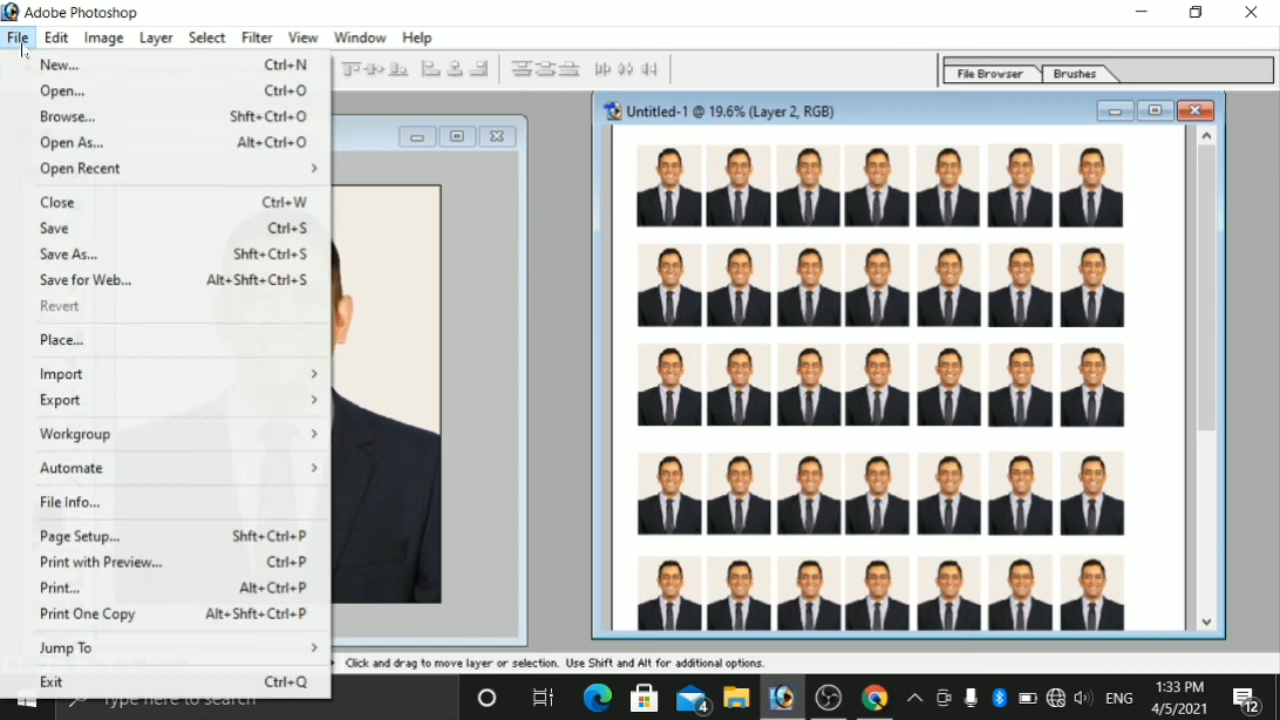 Adobe Photoshop
File Edit Image Layer Select Filter View Window Help
File Browser Brushes
New... Ctrl+N
Open... Ctrl+O
Browse... Shft+Ctrl+O
Open As... Alt+Ctrl+O
Open Recent
Close Ctrl+W
Save Ctrl+S
Save As... Shft+Ctrl+S
Save for Web... Alt+Shft+Ctrl+S
Revert
Place...
Import
Export
Workgroup
Automate
File Info...
Page Setup... Shft+Ctrl+P
Print with Preview... Ctrl+P
Print... Alt+Ctrl+P
Print One Copy Alt+Shft+Ctrl+P
Jump To
Exit Ctrl+Q
Untitled-1 @ 19.6% (Layer 2, RGB)
Click and drag to move layer or selection. Use Shift and Alt for additional options.
Type here to search
4
ENG
1:33 PM
4/5/2021
12